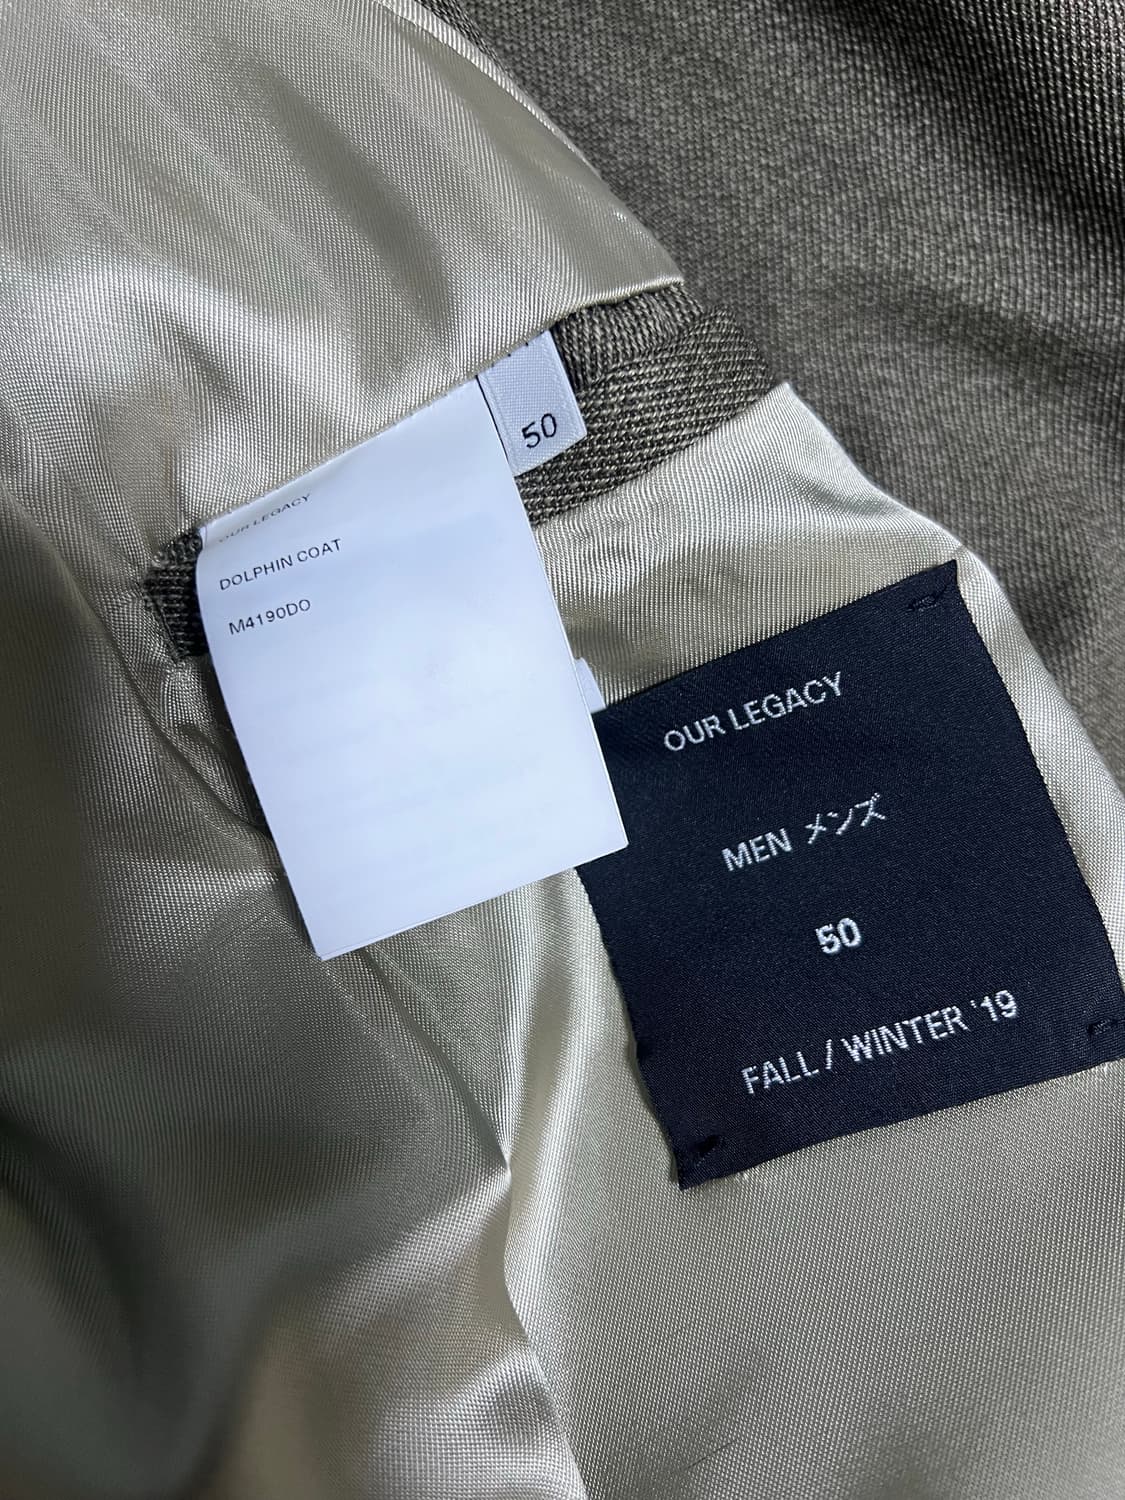 50
OUR LEGACY
DOLPHIN COAT
M4190DO
OUR LEGACY
MEN メンズ
50
FALL / WINTER '19